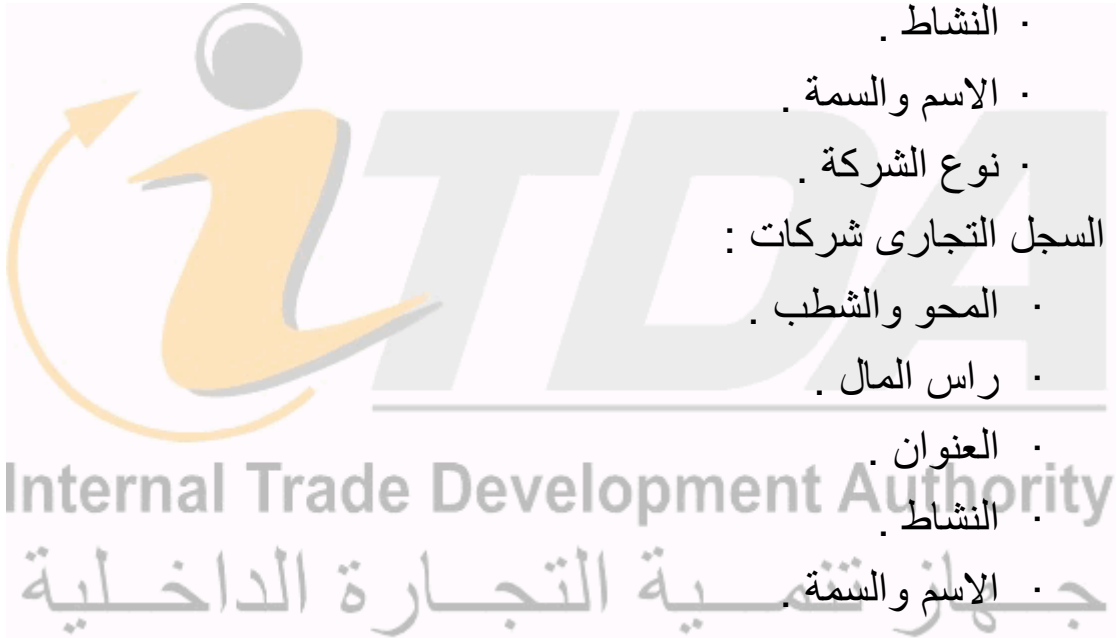 · النشاط .
· الاسم والسمة .
· نوع الشركة .
السجل التجارى شركات :
· المحو والشطب .
· راس المال .
· العنوان .
· النشاط .
· الاسم والسمة .
iTDA
Internal Trade Development Authority
جهاز تنمية التجارة الداخلية